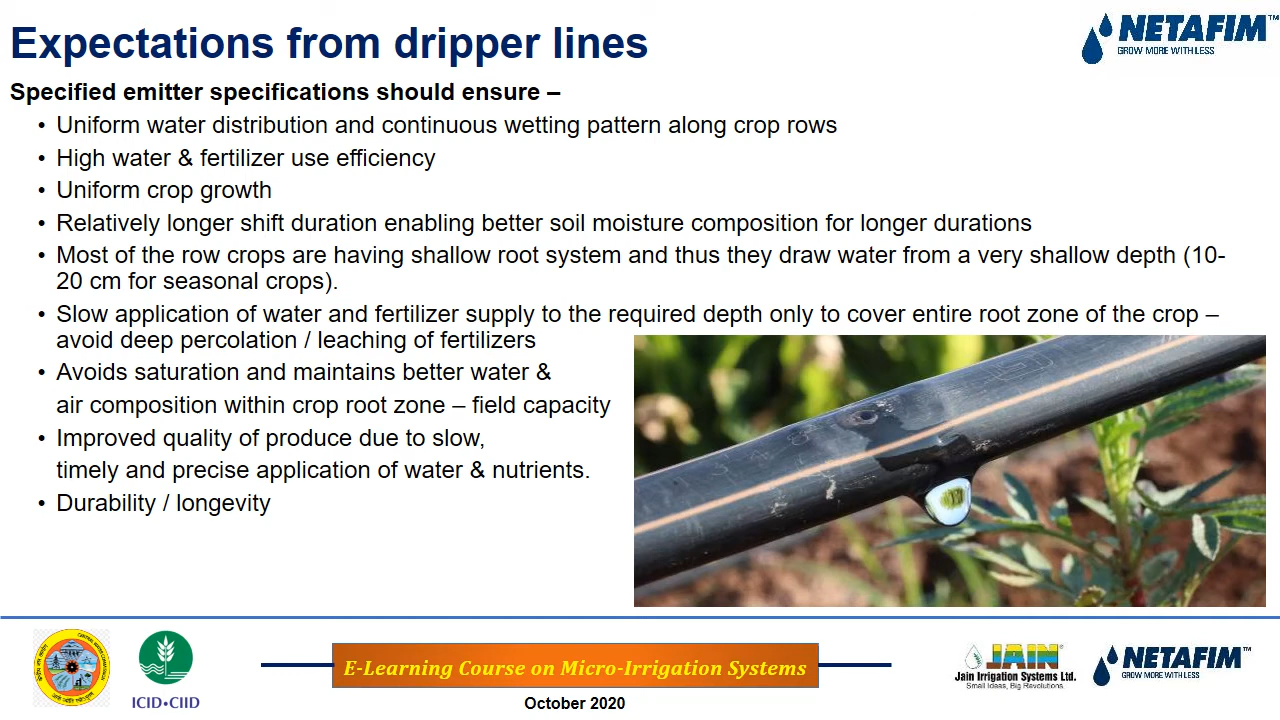 Expectations from dripper lines
NETAFIM™
GROW MORE WITH LESS
Specified emitter specifications should ensure –
• Uniform water distribution and continuous wetting pattern along crop rows
• High water & fertilizer use efficiency
• Uniform crop growth
• Relatively longer shift duration enabling better soil moisture composition for longer durations
• Most of the row crops are having shallow root system and thus they draw water from a very shallow depth (10-
20 cm for seasonal crops).
• Slow application of water and fertilizer supply to the required depth only to cover entire root zone of the crop –
avoid deep percolation / leaching of fertilizers
• Avoids saturation and maintains better water &
air composition within crop root zone – field capacity
• Improved quality of produce due to slow,
timely and precise application of water & nutrients.
• Durability / longevity
ICID•CIID
E-Learning Course on Micro-Irrigation Systems
October 2020
JAIN®
Jain Irrigation Systems Ltd.
Small Ideas, Big Revolutions.
NETAFIM™
GROW MORE WITH LESS